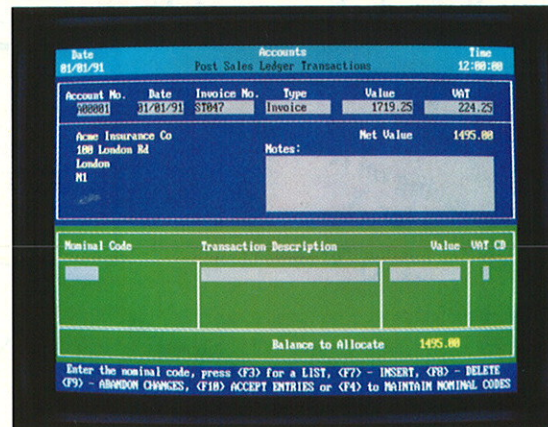 Date Accounts Time
01/01/91 Post Sales Ledger Transactions 12:00:00
Account No. Date Invoice No. Type Value VAT
A00001 01/01/91 ST047 Invoice 1719.25 224.25
Acme Insurance Co Net Value 1495.00
100 London Rd Notes:
London
N1
Nominal Code Transaction Description Value VAT CD
Balance to Allocate 1495.00
Enter the nominal code, press <F3> for a LIST, <F7> - INSERT, <F8> - DELETE
<F9> - ABANDON CHANGES, <F10> ACCEPT ENTRIES or <F4> to MAINTAIN NOMINAL CODES